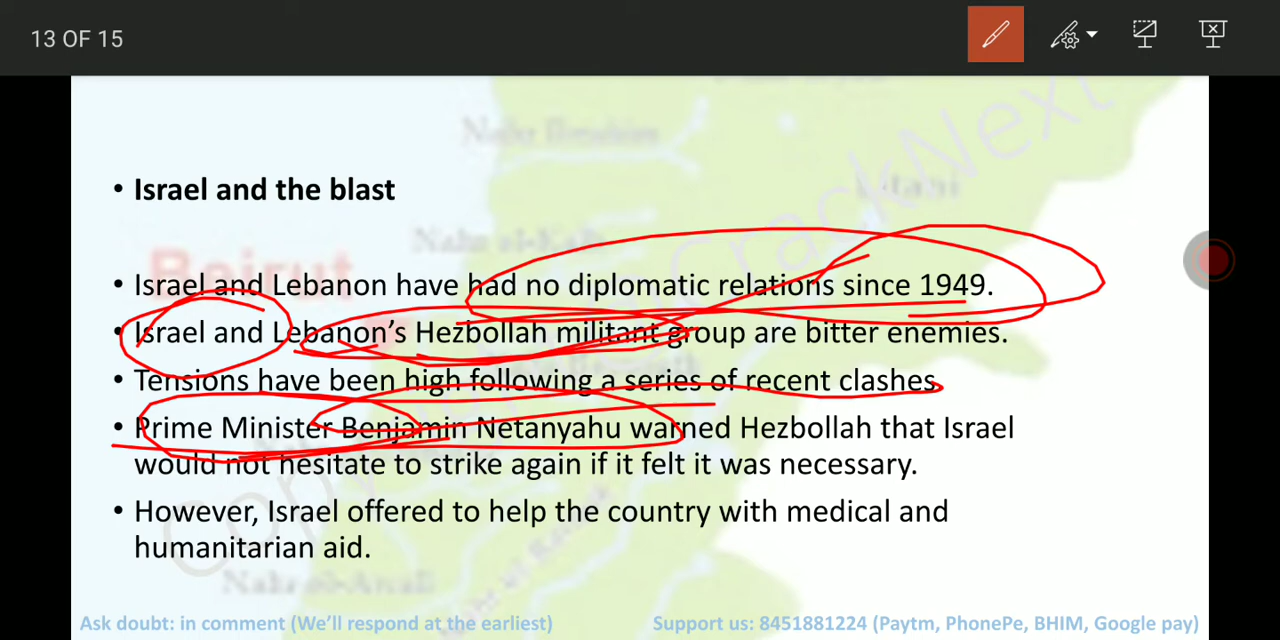 13 OF 15
• Israel and the blast
• Israel and Lebanon have had no diplomatic relations since 1949.
• Israel and Lebanon's Hezbollah militant group are bitter enemies.
• Tensions have been high following a series of recent clashes.
• Prime Minister Benjamin Netanyahu warned Hezbollah that Israel
would not hesitate to strike again if it felt it was necessary.
• However, Israel offered to help the country with medical and
humanitarian aid.
Beirut
CrackNext
Ask doubt: in comment (We'll respond at the earliest)
Support us: 8451881224 (Paytm, PhonePe, BHIM, Google pay)